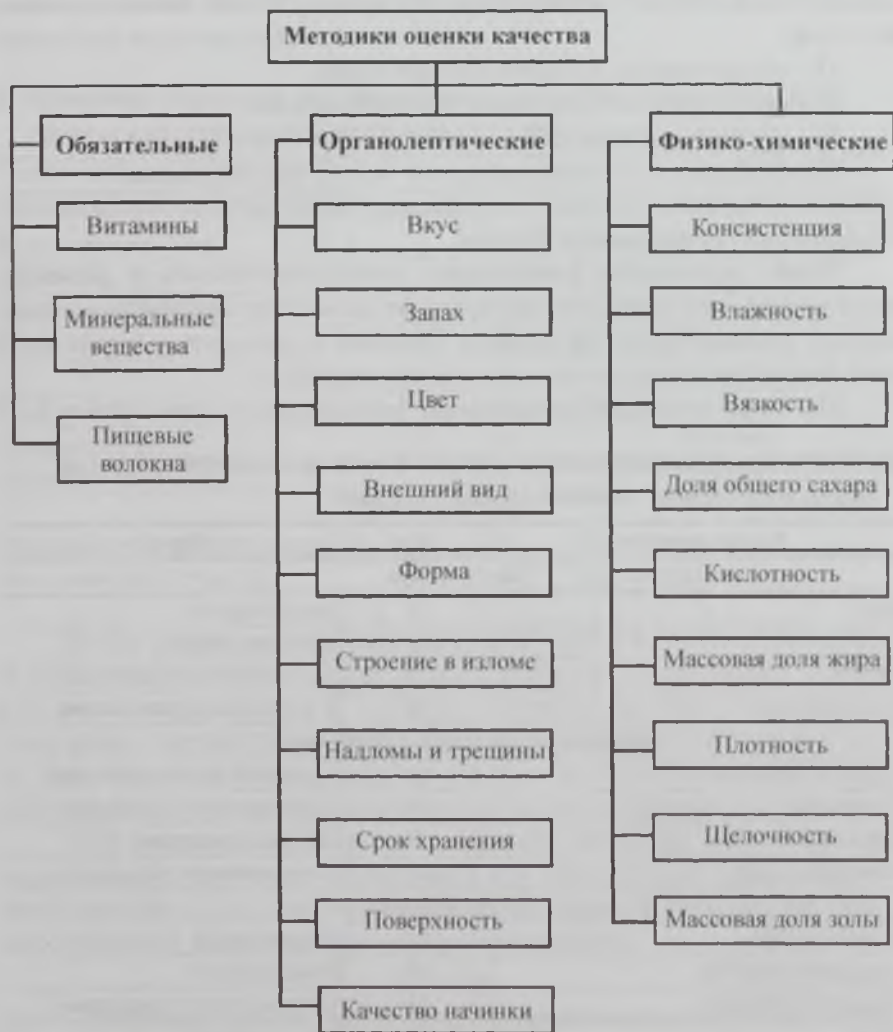 Методики оценки качества
Обязательные
Витамины
Минеральные
вещества
Пищевые
волокна
Органолептические
Вкус
Запах
Цвет
Внешний вид
Форма
Строение в изломе
Надломы и трещины
Срок хранения
Поверхность
Качество начинки
Физико-химические
Консистенция
Влажность
Вязкость
Доля общего сахара
Кислотность
Массовая доля жира
Плотность
Щелочность
Массовая доля золы